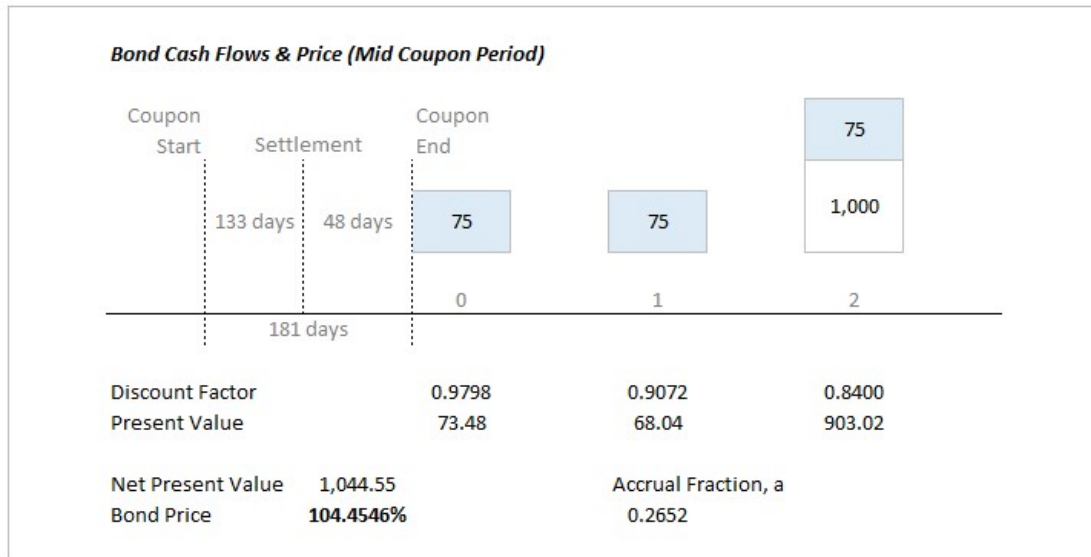 Bond Cash Flows & Price (Mid Coupon Period)
Coupon Start
Settlement
Coupon End
75
1,000
133 days
48 days
75
75
0
1
2
181 days
Discount Factor 0.9798 0.9072 0.8400
Present Value 73.48 68.04 903.02
Net Present Value 1,044.55 Accrual Fraction, a
Bond Price 104.4546% 0.2652